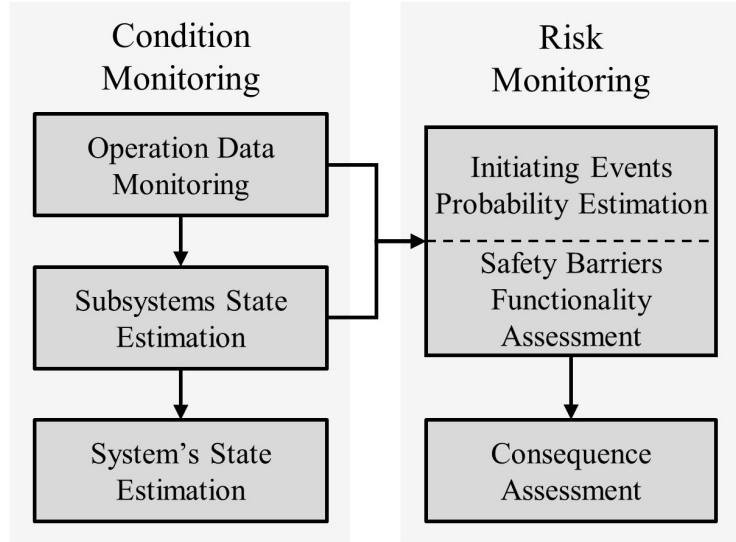 Condition
Monitoring
Operation Data
Monitoring
Subsystems State
Estimation
System’s State
Estimation
Risk
Monitoring
Initiating Events
Probability Estimation
Safety Barriers
Functionality
Assessment
Consequence
Assessment